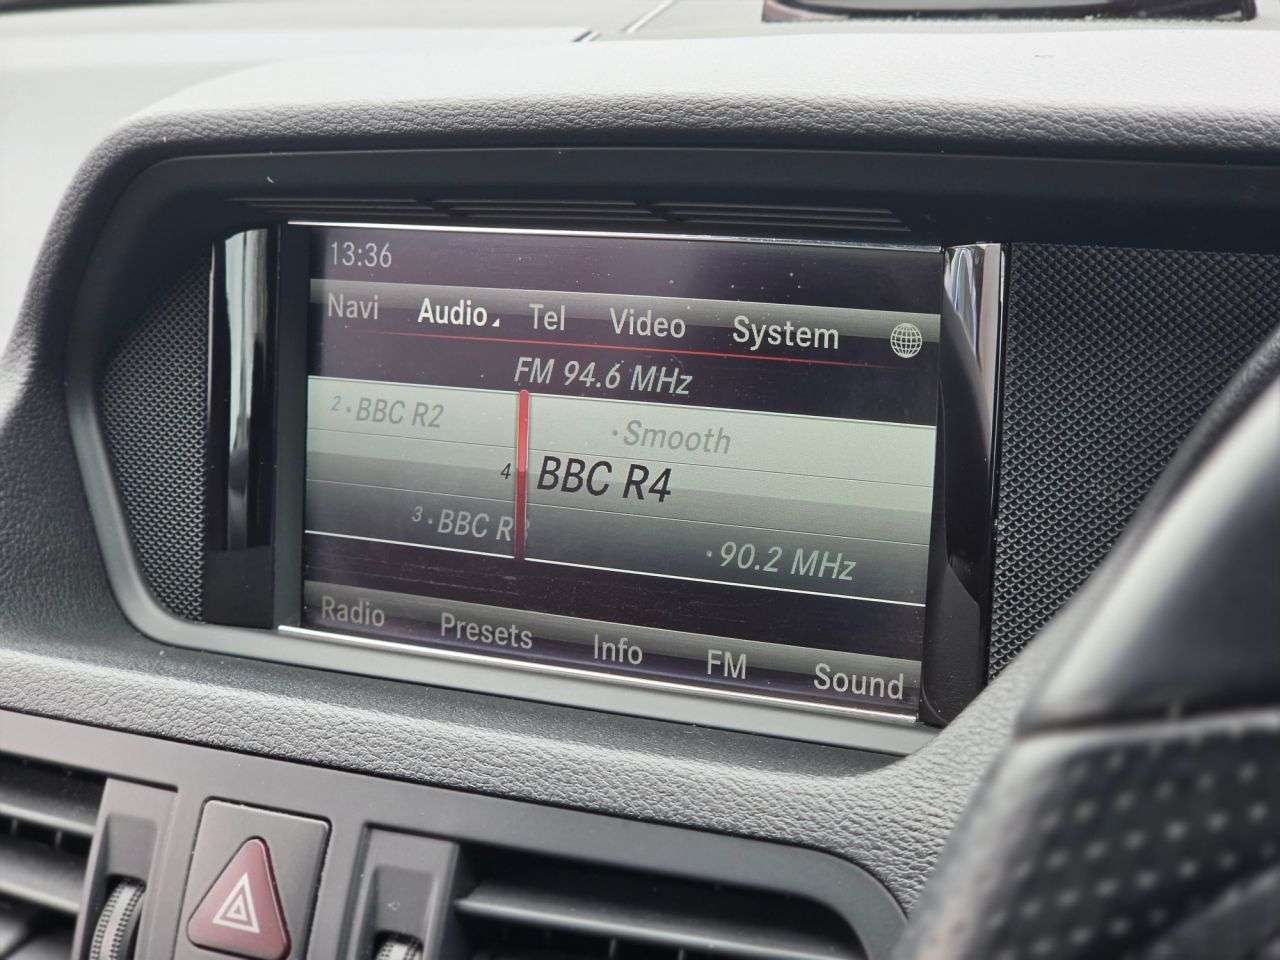 13:36
Navi Audio Tel Video System
FM 94.6 MHz
2 · BBC R2
· Smooth
4 BBC R4
3 · BBC R
· 90.2 MHz
Radio Presets Info FM Sound